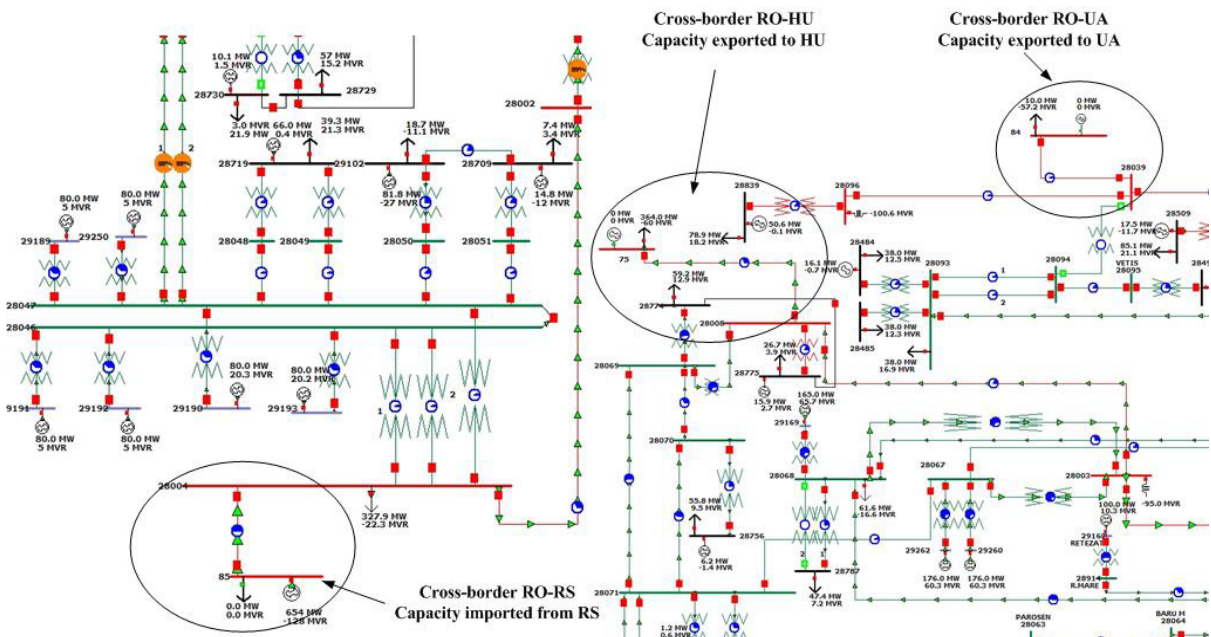 Cross-border RO-HU
Capacity exported to HU
Cross-border RO-UA
Capacity exported to UA
10.1 MW
1.5 MVR
57 MW
15.2 MVR
28730
28729
28002
3.0 MVR
21.9 MVR
66.0 MW
0.4 MVR
39.3 MW
21.3 MVR
18.7 MW
-11.1 MVR
7.4 MW
3.4 MVR
28719
29102
28709
81.8 MW
-27 MVR
14.8 MW
-12 MVR
1
2
80.0 MW
5 MVR
80.0 MW
5 MVR
29189
29250
28048
28049
28050
28051
28047
28046
80.0 MW
20.3 MVR
80.0 MW
20.2 MVR
9191
29192
29190
29193
80.0 MW
5 MVR
80.0 MW
5 MVR
1
2
28004
327.9 MW
-22.3 MVR
85
0.0 MW
0.0 MVR
654 MW
-128 MVR
Cross-border RO-RS
Capacity imported from RS
10.0 MW
-57.2 MVR
0 MW
0 MVR
84
28039
28839
28096
-100.6 MVR
0 MW
0 MVR
364.0 MW
-60 MVR
75
78.9 MW
18.2 MVR
50.6 MW
-0.1 MVR
17.5 MW
-11.7 MVR
28509
85.1 MW
21.1 MVR
28484
38.0 MW
12.5 MVR
16.1 MW
-0.7 MVR
28093
28094
VETIS
28095
1
2
59.2 MW
12.9 MVR
28774
28008
28485
38.0 MW
12.3 MVR
38.0 MW
16.9 MVR
26.7 MW
3.9 MVR
28069
28775
15.9 MW
2.7 MVR
165.0 MW
65.7 MVR
29169
28070
28068
28067
28003
61.6 MW
-16.6 MVR
-95.0 MVR
100.0 MW
10.3 MVR
55.8 MW
9.5 MVR
28756
6.2 MW
-1.4 MVR
2
1
28787
47.4 MW
7.2 MVR
29262
29260
176.0 MW
60.3 MVR
176.0 MW
60.3 MVR
RETEZAT
2891
R.MARE
28071
1.2 MW
0.6 MVR
PAROSEN
28063
BARU M
28064